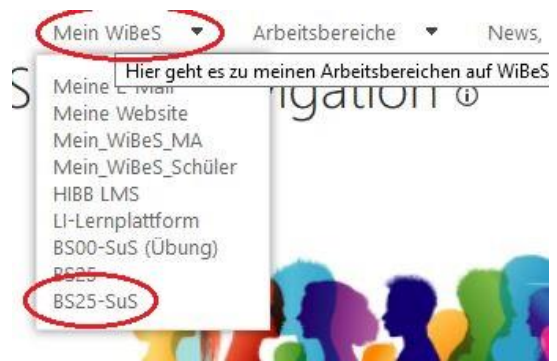 Mein WiBeS ▼ Arbeitsbereiche ▼ News,
Hier geht es zu meinen Arbeitsbereichen auf WiBeS
Meine E-Mail
Meine Website
Mein_WiBeS_MA
Mein_WiBeS_Schüler
HIBB LMS
LI-Lernplattform
BS00-SuS (Übung)
BS25
BS25-SuS